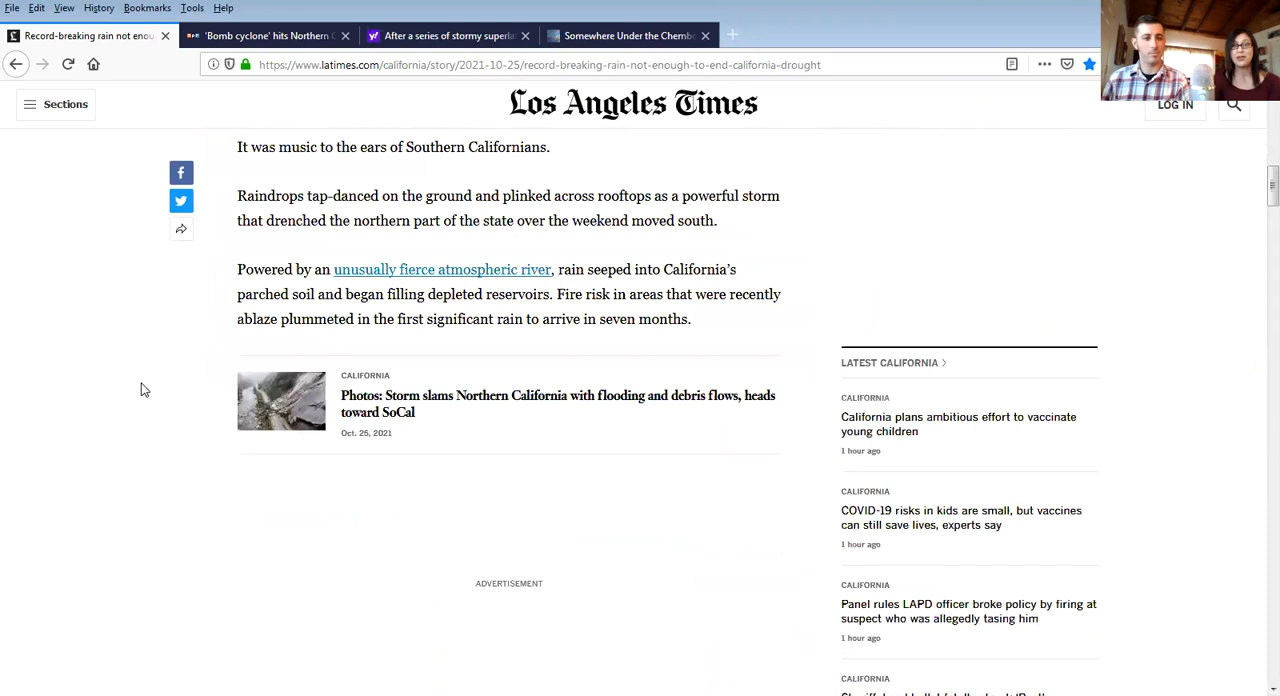 File Edit View History Bookmarks Tools Help
Record-breaking rain not enou
'Bomb cyclone' hits Northern C
After a series of stormy superlat
Somewhere Under the Chembo
https://www.latimes.com/california/story/2021-10-25/record-breaking-rain-not-enough-to-end-california-drought
Sections
Los Angeles Times
LOG IN
It was music to the ears of Southern Californians.
Raindrops tap-danced on the ground and plinked across rooftops as a powerful storm
that drenched the northern part of the state over the weekend moved south.
Powered by an unusually fierce atmospheric river, rain seeped into California’s
parched soil and began filling depleted reservoirs. Fire risk in areas that were recently
ablaze plummeted in the first significant rain to arrive in seven months.
CALIFORNIA
Photos: Storm slams Northern California with flooding and debris flows, heads
toward SoCal
Oct. 25, 2021
ADVERTISEMENT
LATEST CALIFORNIA
CALIFORNIA
California plans ambitious effort to vaccinate
young children
1 hour ago
CALIFORNIA
COVID-19 risks in kids are small, but vaccines
can still save lives, experts say
1 hour ago
CALIFORNIA
Panel rules LAPD officer broke policy by firing at
suspect who was allegedly tasing him
1 hour ago
CALIFORNIA